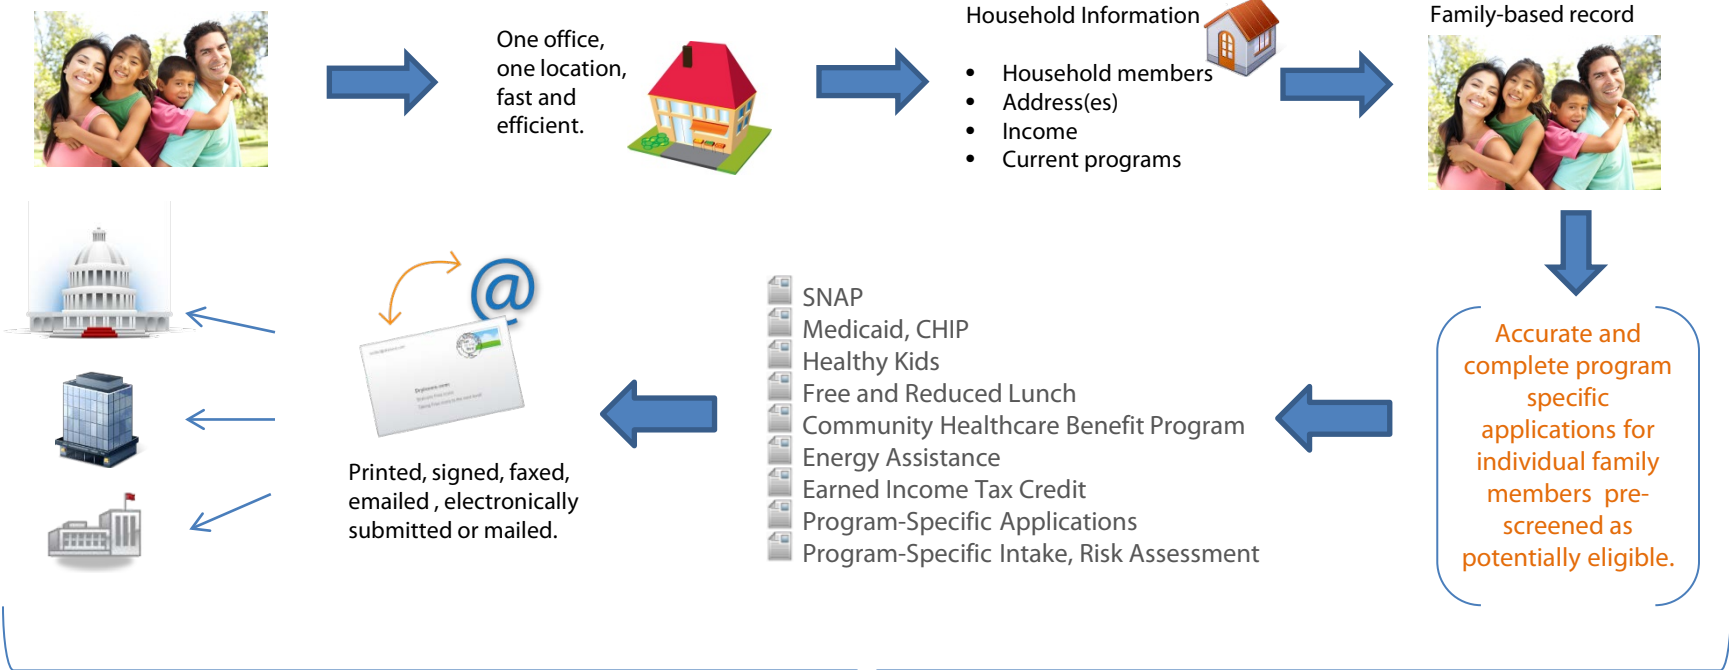 One office,
one location,
fast and
efficient.
Household Information
• Household members
• Address(es)
• Income
• Current programs
Family-based record
Accurate and
complete program
specific
applications for
individual family
members pre-
screened as
potentially eligible.
SNAP
Medicaid, CHIP
Healthy Kids
Free and Reduced Lunch
Community Healthcare Benefit Program
Energy Assistance
Earned Income Tax Credit
Program-Specific Applications
Program-Specific Intake, Risk Assessment
@
Printed, signed, faxed,
emailed , electronically
submitted or mailed.